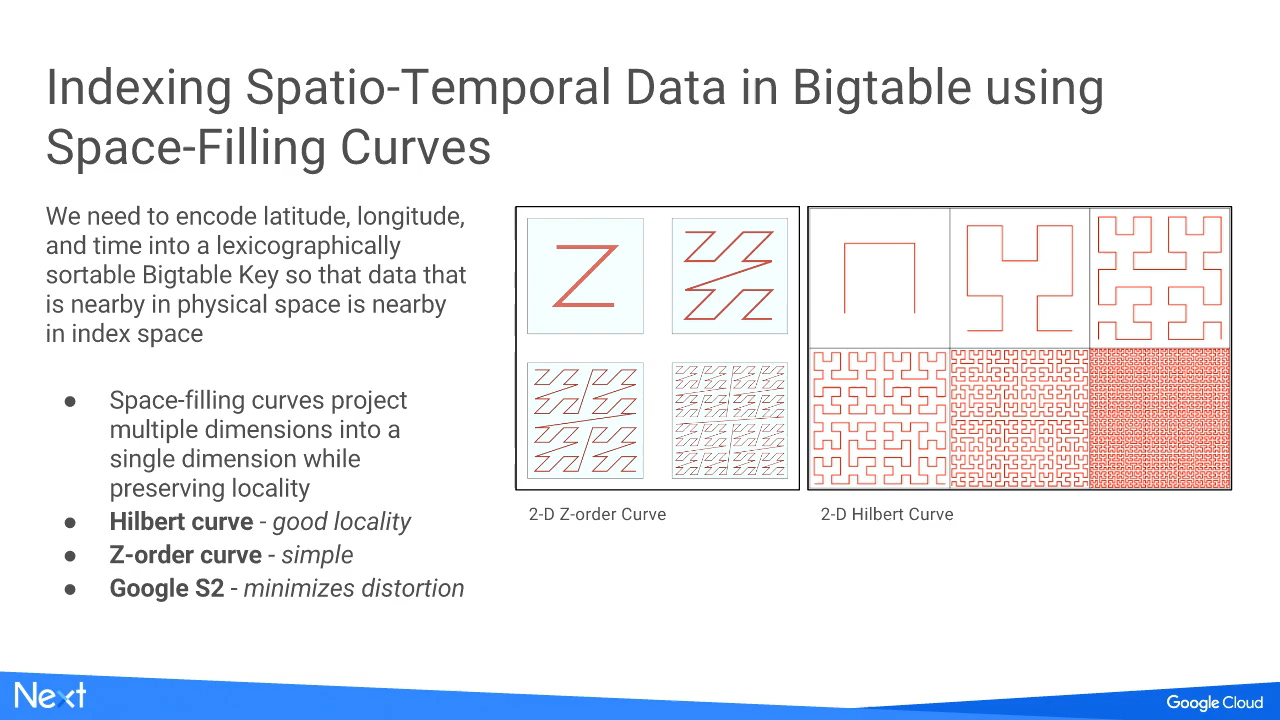 Indexing Spatio-Temporal Data in Bigtable using
Space-Filling Curves
We need to encode latitude, longitude,
and time into a lexicographically
sortable Bigtable Key so that data that
is nearby in physical space is nearby
in index space
● Space-filling curves project
multiple dimensions into a
single dimension while
preserving locality
● Hilbert curve - good locality
● Z-order curve - simple
● Google S2 - minimizes distortion
2-D Z-order Curve
2-D Hilbert Curve
Next
Google Cloud